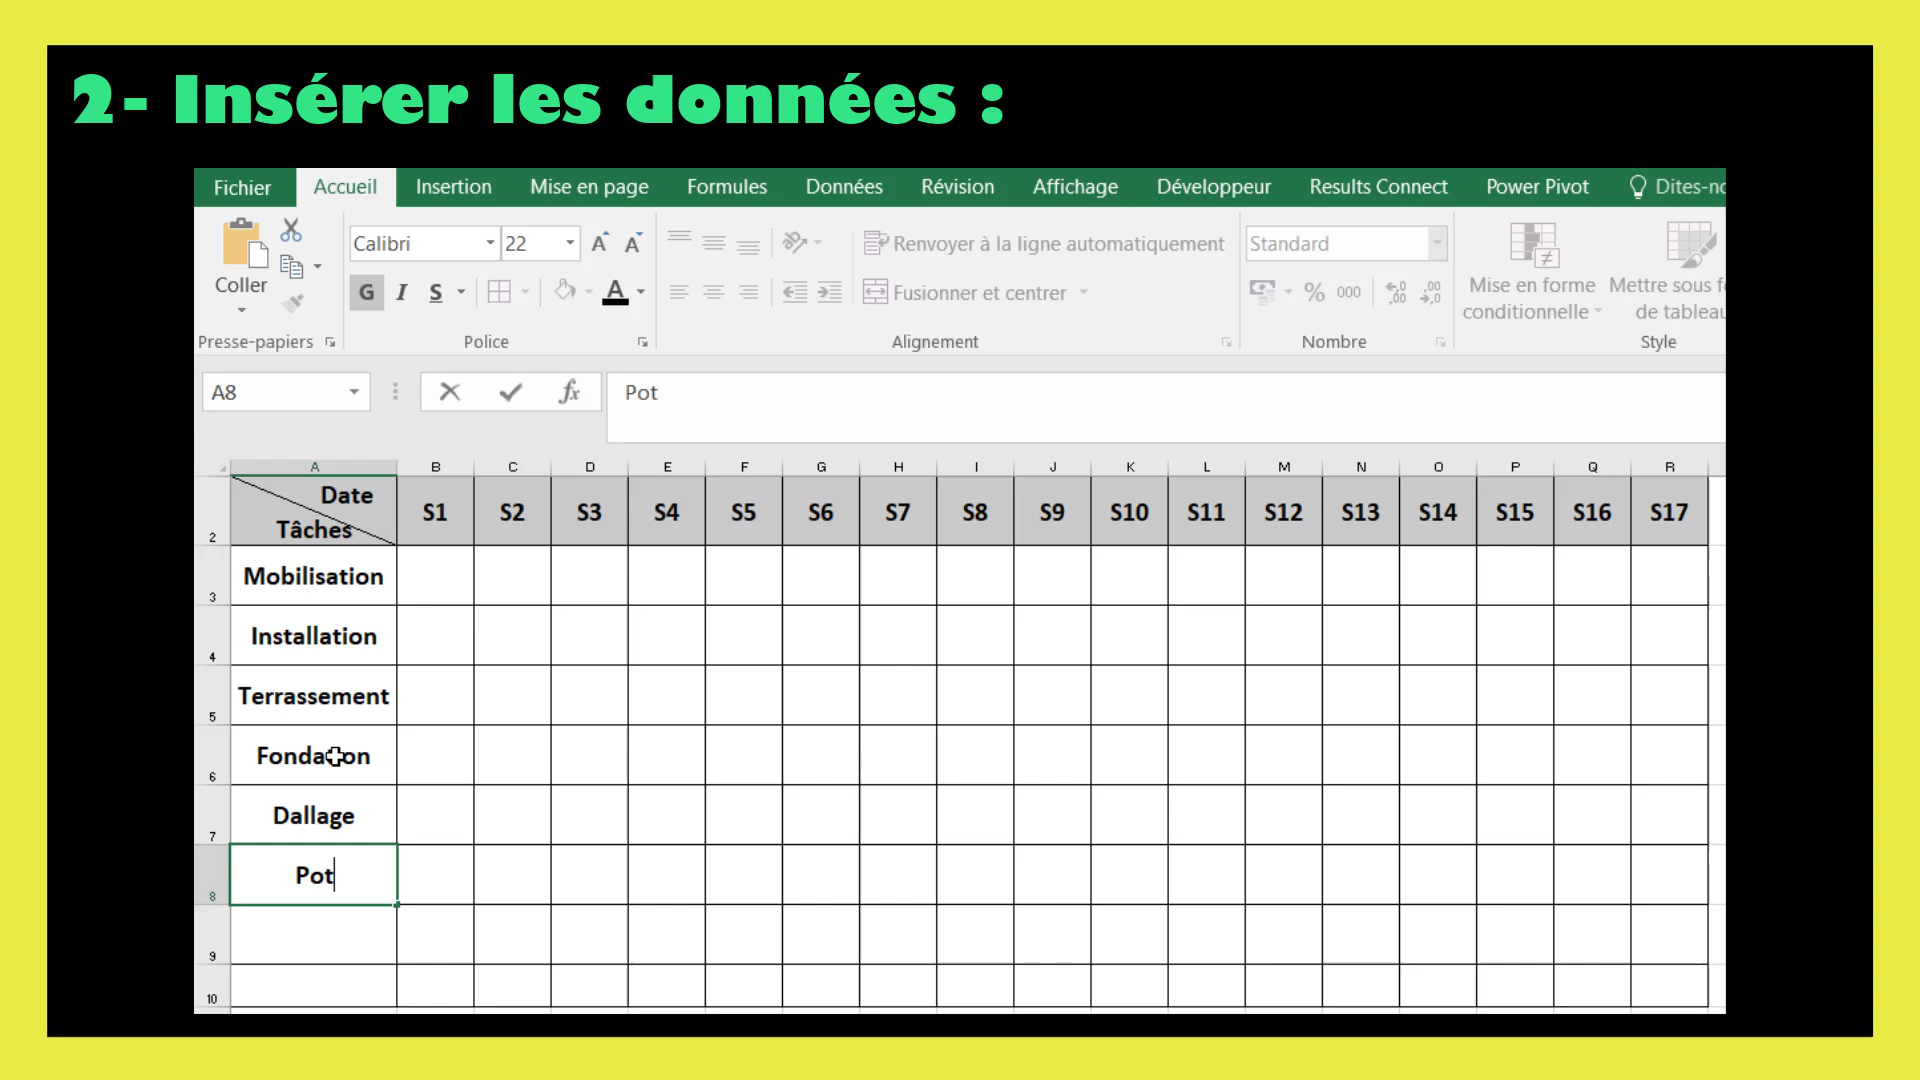 2- Insérer les données :
Fichier Accueil Insertion Mise en page Formules Données Révision Affichage Développeur Results Connect Power Pivot Dites-no
Calibri 22 A A Renvoyer à la ligne automatiquement Standard
Coller G I S A Fusionner et centrer % 000 Mise en forme conditionnelle Mettre sous f de tableau
Presse-papiers Police Alignement Nombre Style
A8 fx Pot
A B C D E F G H I J K L M N O P Q R
Date
Tâches
2 S1 S2 S3 S4 S5 S6 S7 S8 S9 S10 S11 S12 S13 S14 S15 S16 S17
3 Mobilisation
4 Installation
5 Terrassement
6 Fondation
7 Dallage
8 Pot
9
10